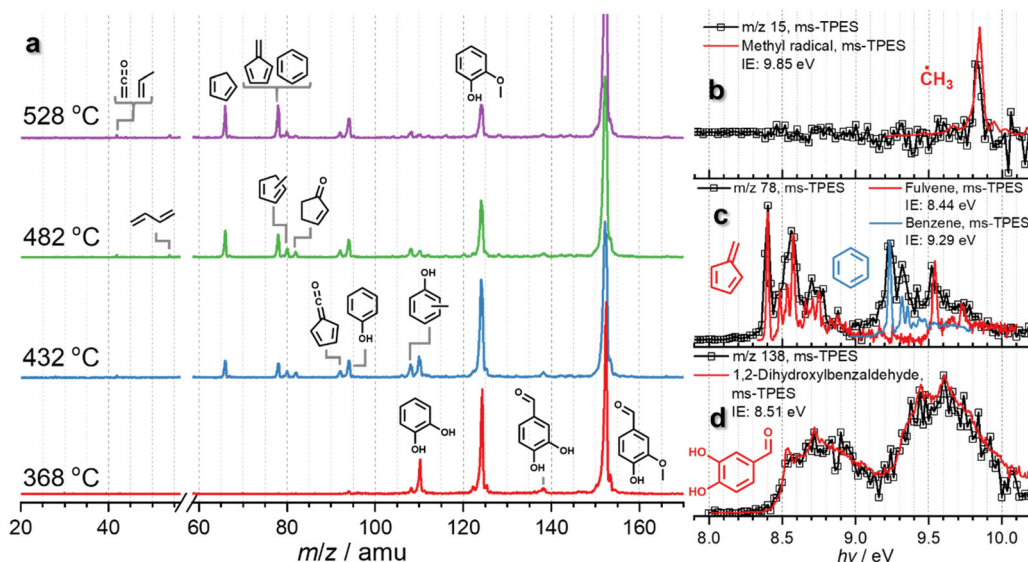 a
528 °C
482 °C
432 °C
368 °C
O
OH
O
O
O
OH
OH
OH
OH
O
OH
OH
O
O
OH
20
40
60
80
100
120
140
160
m/z / amu
b
m/z 15, ms-TPES
Methyl radical, ms-TPES
IE: 9.85 eV
ĊH3
c
m/z 78, ms-TPES
Fulvene, ms-TPES
IE: 8.44 eV
Benzene, ms-TPES
IE: 9.29 eV
m/z 138, ms-TPES
1,2-Dihydroxylbenzaldehyde,
ms-TPES
IE: 8.51 eV
d
O
HO
HO
8.0
8.5
9.0
9.5
10.0
hν / eV